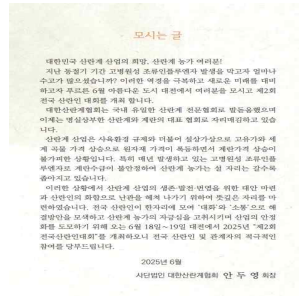 모시는 글
대한민국 산란계 산업의 희망, 산란계 농가 여러분!
지난 동절기 기간 고병원성 조류인플루엔자 발생을 막고자 얼마나
수고가 많으셨습니까? 이러한 역경을 극복하고 새로운 미래를 대비
하고자 푸르른 6월 아름다운 도시 대전에서 여러분을 모시고 제2회
전국 산란인 대회를 개최 합니다.
대한산란계협회는 국내 유일한 산란계 전문협회로 발돋움했으며
이제는 명실상부한 산란계와 계란의 대표 협회로 자리매김하고 있습
니다.
산란계 산업은 사육환경 규제와 더불어 설상가상으로 고유가와 세
계 곡물 가격 상승으로 원자재 가격이 폭등하면서 계란가격 상승이
불가피한 상황입니다. 특히 매년 발생하고 있는 고병원성 조류인플
루엔자로 계란수급이 불안정하여 산란계 농가는 설 자리는 갈수록
좁아지고 있습니다.
이러한 상황에서 산란계 산업의 생존·발전·번영을 위한 대안 마련
과 산란인의 화합으로 난관을 헤쳐 나가기 위하여 뜻깊은 자리를 마
련하였습니다. 전국 산란인이 한자리에 모여 '대화'와 '소통'으로 해
결방안을 모색하고 산란계 농가의 자긍심을 고취시키며 산업의 안정
화를 도모하기 위해 오는 6월 18일~19일 대전에서 2025년 “제2회
전국산란인대회”를 개최하오니 전국 산란인 및 관계자의 적극적인
참여를 당부드립니다.
2025년 6월
사단법인 대한산란계협회 안두영 회장